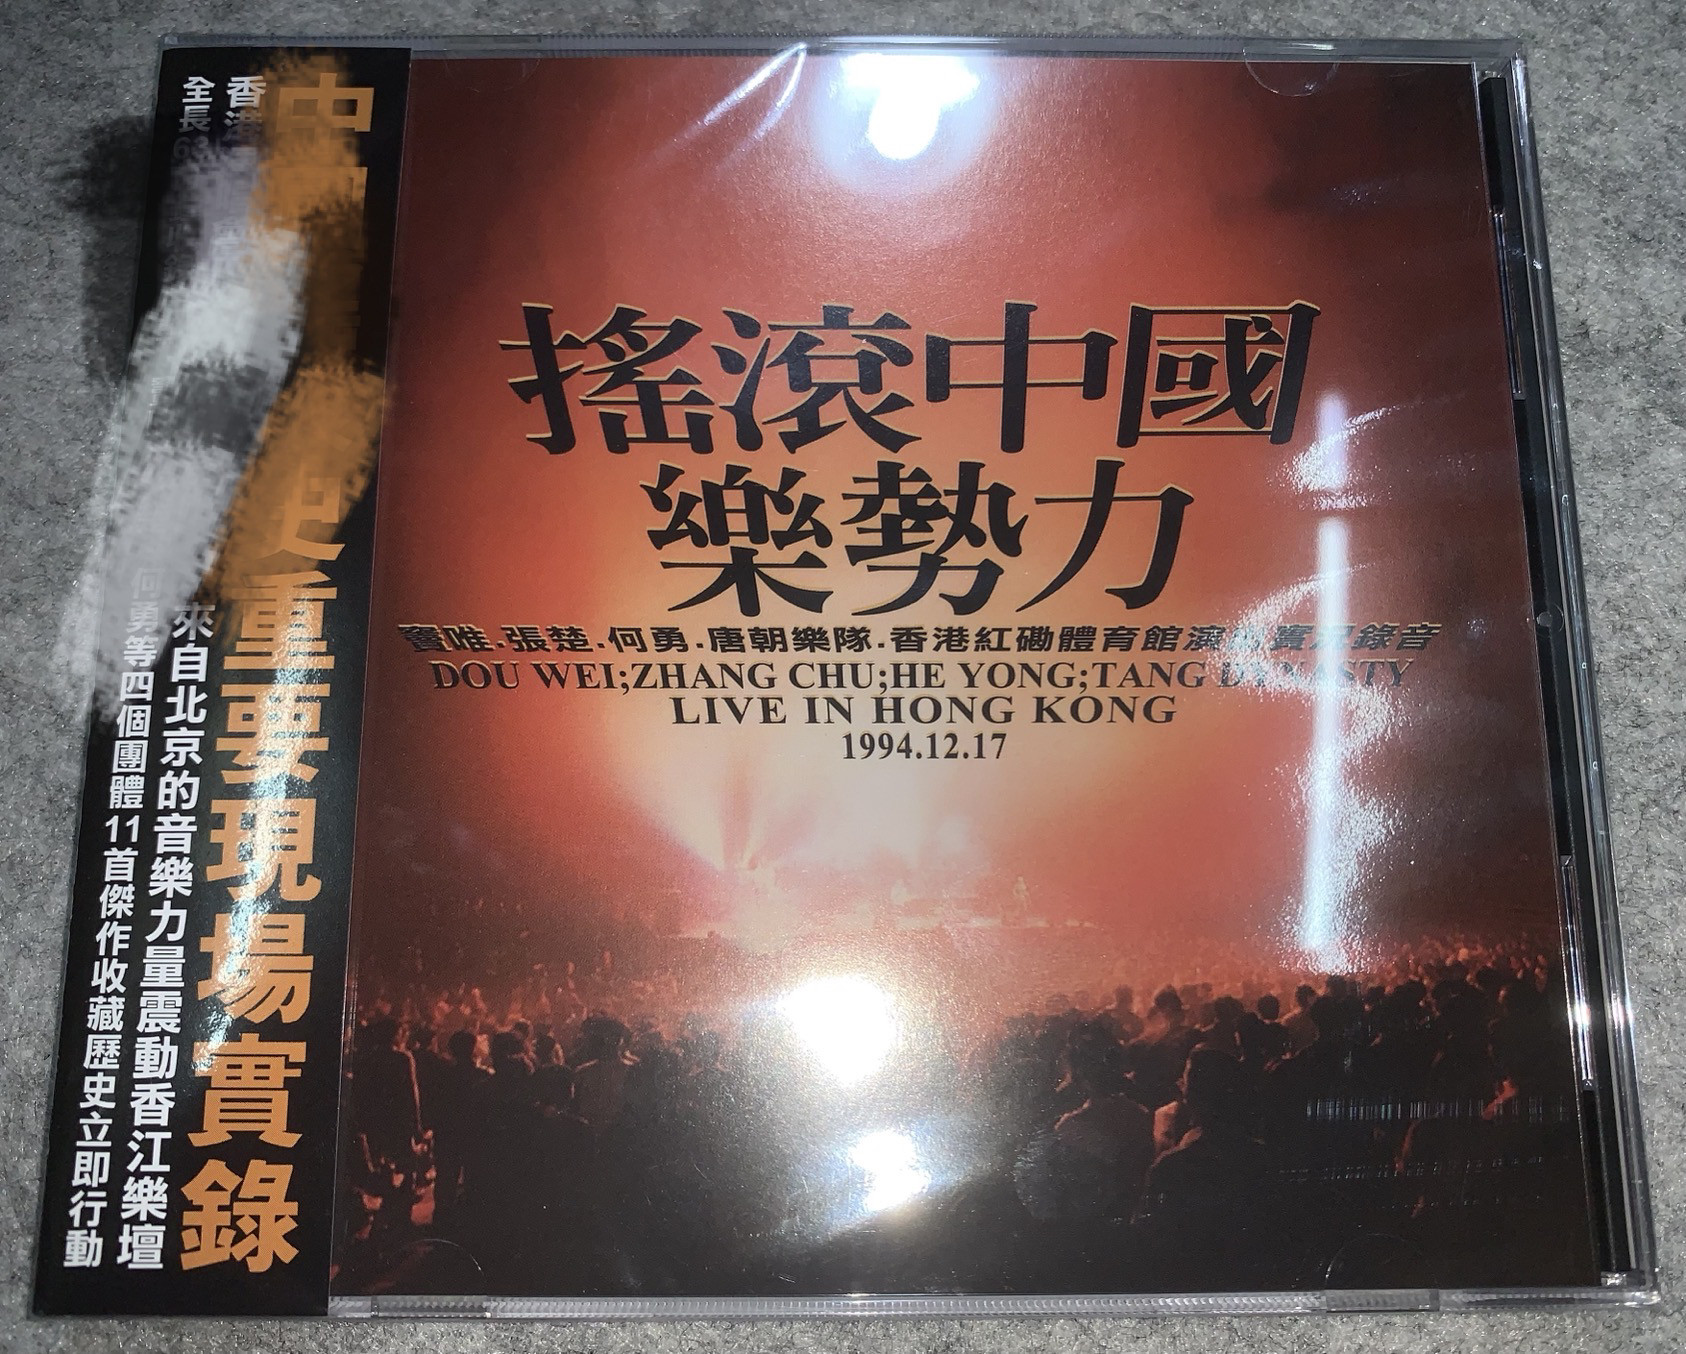 搖滾中國
樂勢力
竇唯.張楚.何勇.唐朝樂隊.香港紅磡體育館演出實況錄音
DOU WEI;ZHANG CHU;HE YONG;TANG DYNASTY
LIVE IN HONG KONG
1994.12.17
中
史重要現場實錄
香港
來自北京的音樂力量震動香江樂壇
全長
何勇等四個團體11首傑作收藏歷史立即行動